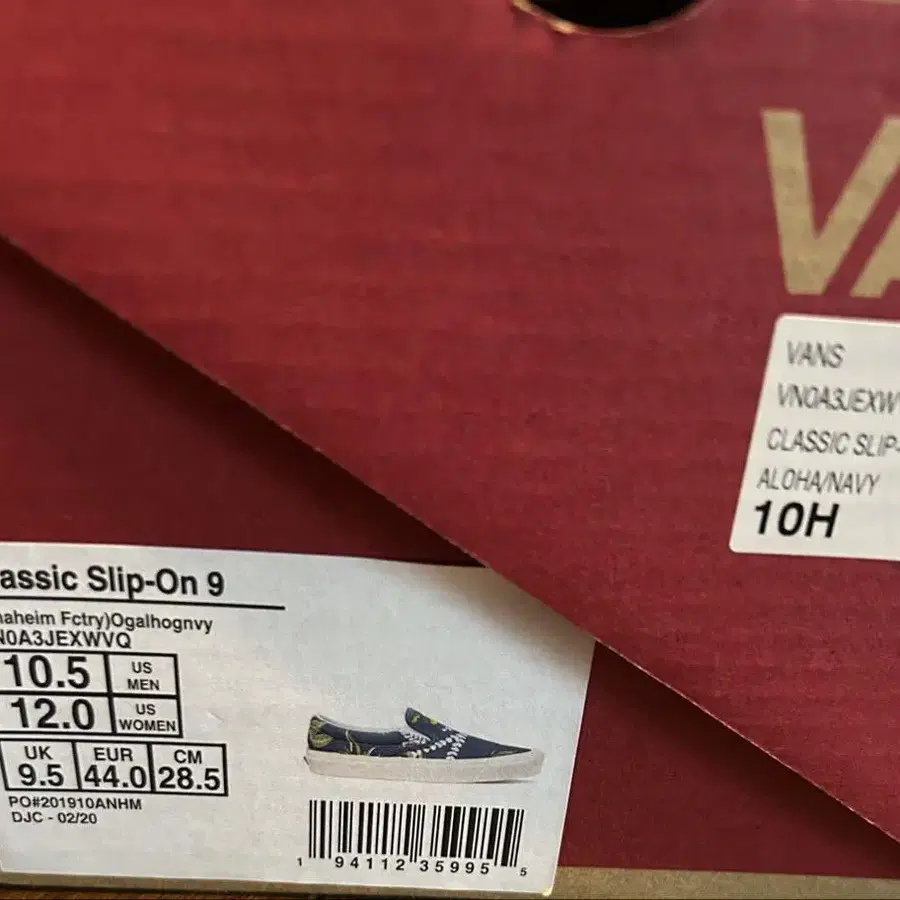 VA
VANS
VN0A3JEXW
CLASSIC SLIP-
ALOHA/NAVY
10H
assic Slip-On 9
naheim Fctry)Ogalhognvy
N0A3JEXWVQ
10.5 US MEN
12.0 US WOMEN
UK EUR CM
9.5 44.0 28.5
PO#201910ANHM
DJC - 02/20
1 94112 35995 5